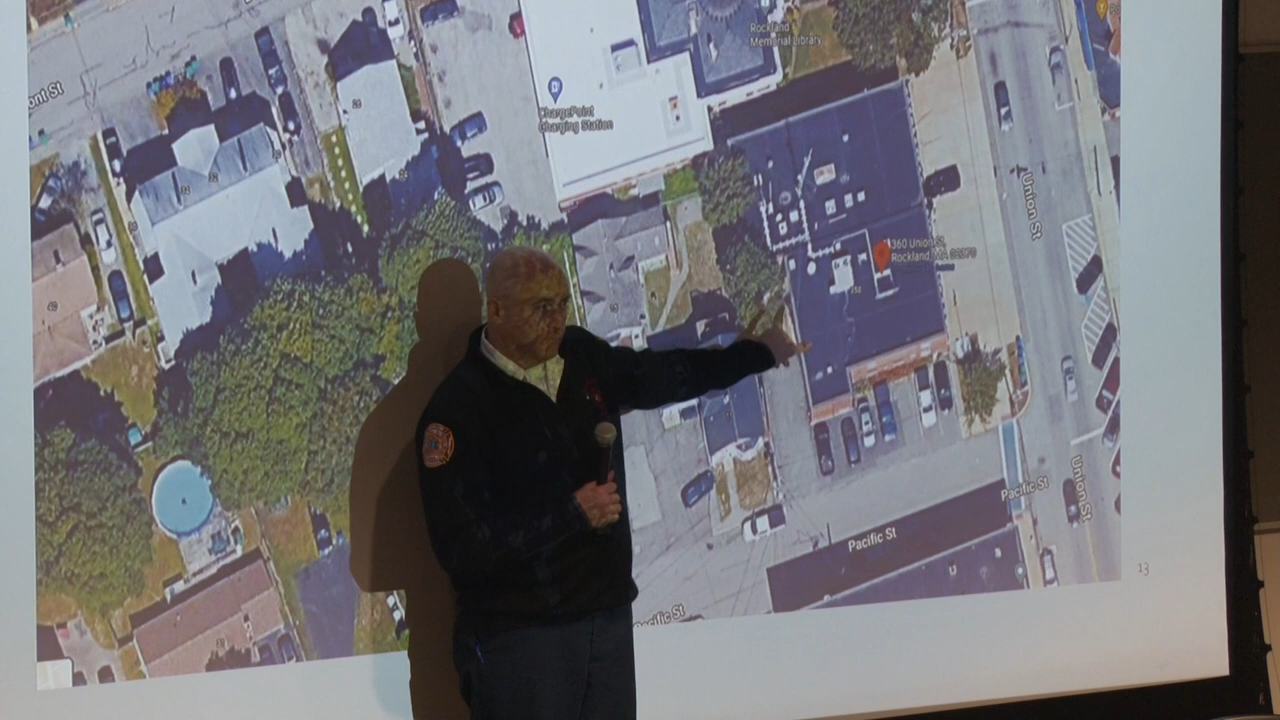 ont St
Rockland
Memorial Library
ChargePoint
Charging Station
Union St
360 Union St,
Rockland, MA 02370
Pacific St
Union St
Pacific St
Pacific St
13